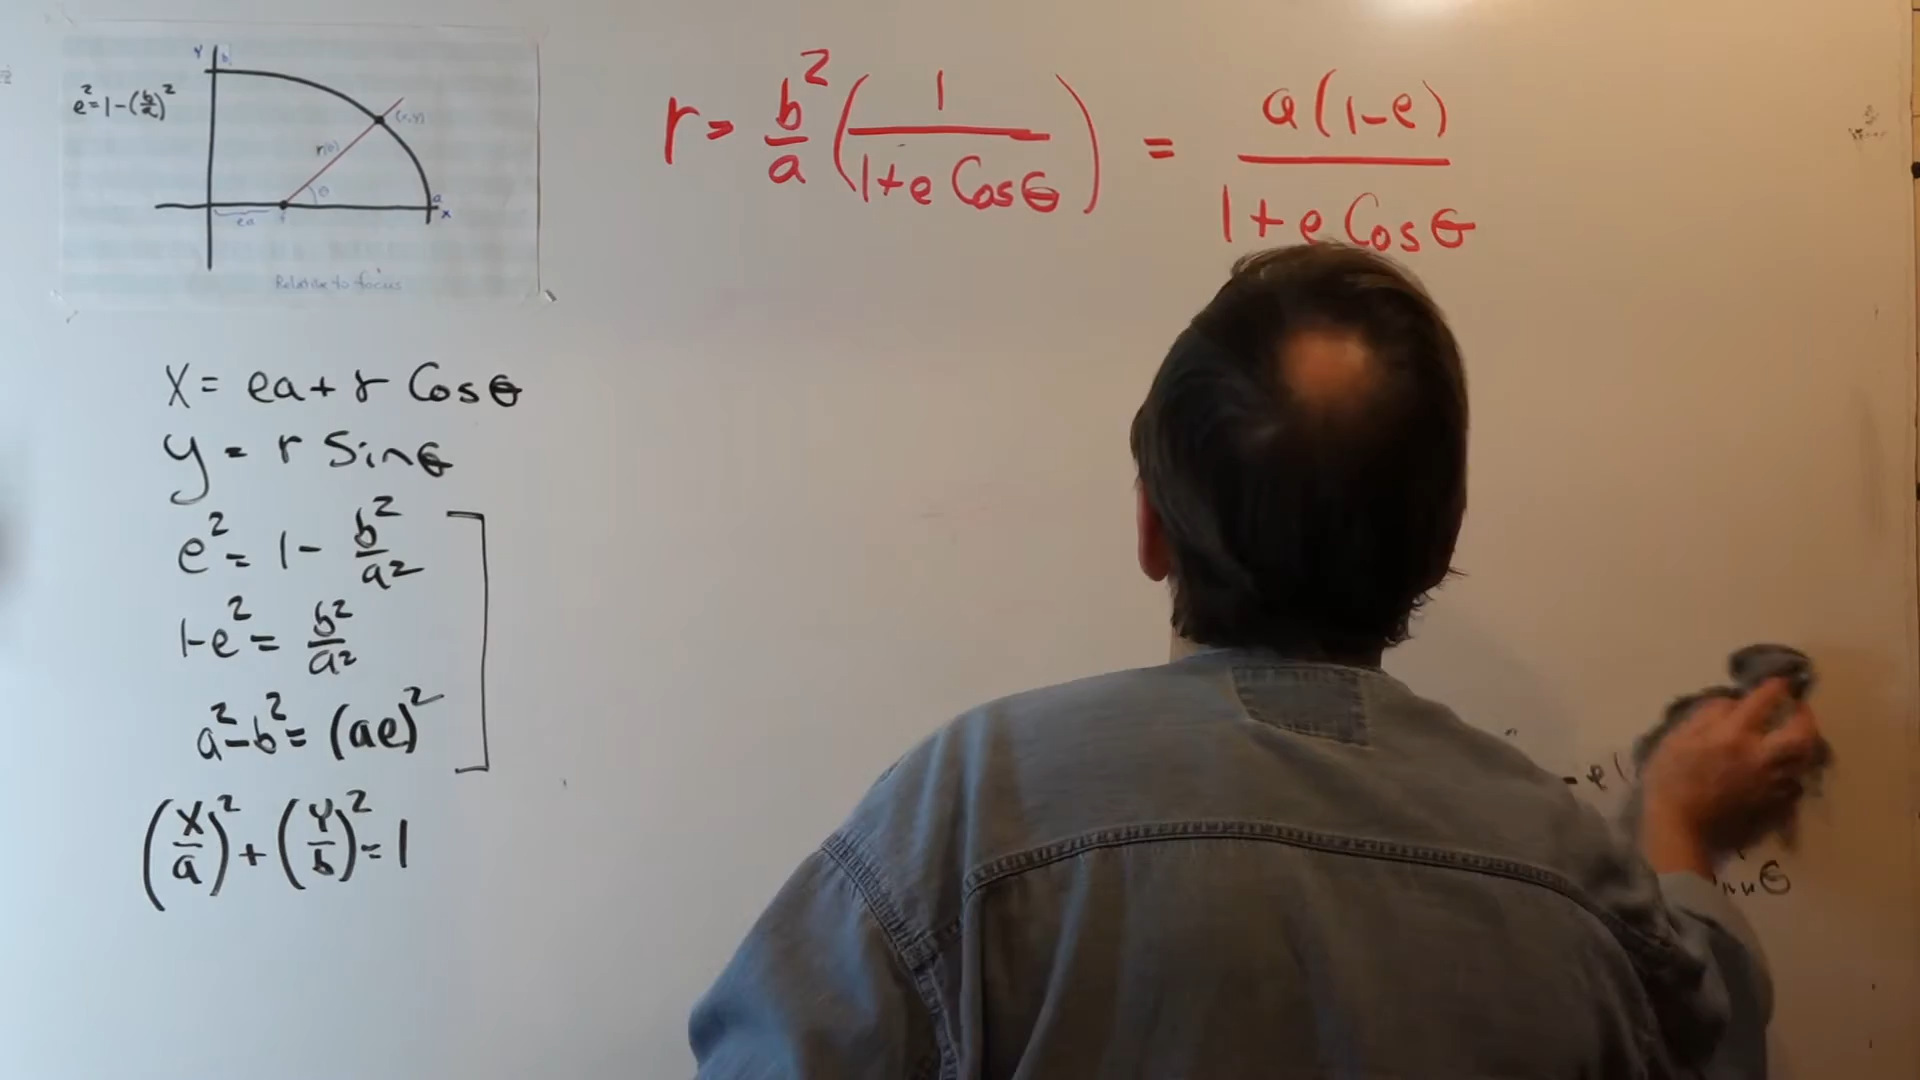 Y b
e² = 1 - (b/a)²
(x,y)
r(θ)
θ
a
ea
f
x
Relative to focus
r = b²/a (1/(1+e Cosθ)) = a(1-e)/(1+e Cosθ)
x = ea + r Cosθ
y = r Sinθ
e² = 1 - b²/a²
1-e² = b²/a²
a² - b² = (ae)²
(x/a)² + (y/b)² = 1
- e(
θ